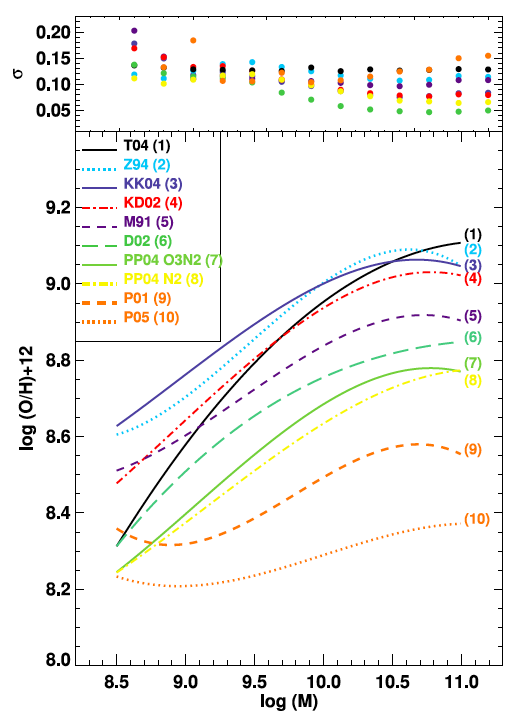 σ
0.20
0.15
0.10
0.05
T04 (1)
Z94 (2)
KK04 (3)
KD02 (4)
M91 (5)
D02 (6)
PP04 O3N2 (7)
PP04 N2 (8)
P01 (9)
P05 (10)
log (O/H)+12
9.2
9.0
8.8
8.6
8.4
8.2
8.0
(1)
(2)
(3)
(4)
(5)
(6)
(7)
(8)
(9)
(10)
8.5 9.0 9.5 10.0 10.5 11.0
log (M)